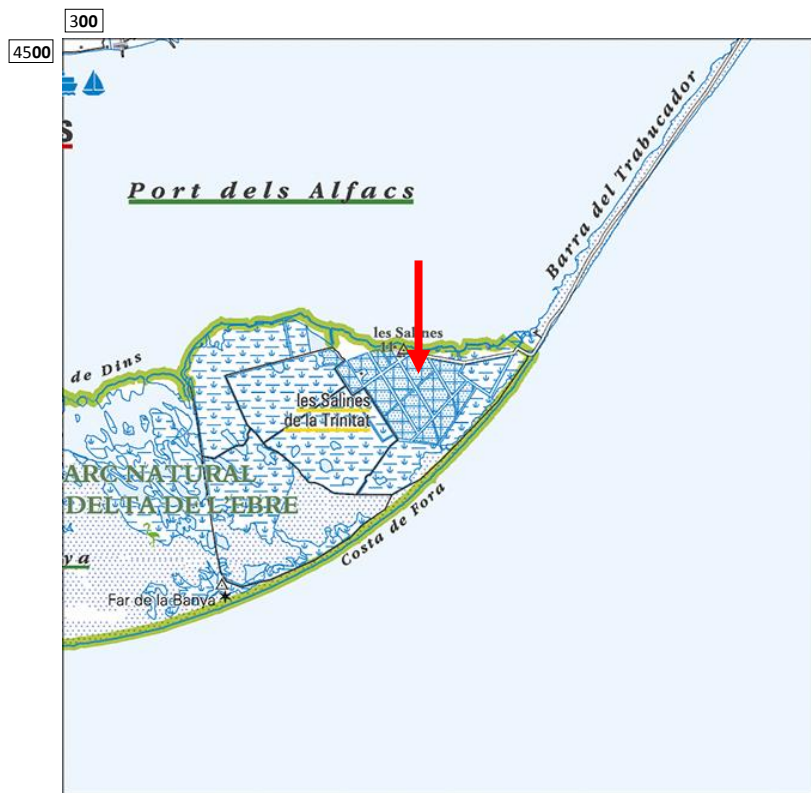 300
4500
s
Port dels Alfacs
Barra del Trabucador
les Salines
11
de Dins
les Salines
de la Trinitat
ARC NATURAL
DELTA DE L'EBRE
Costa de Fora
ya
Far de la Banya